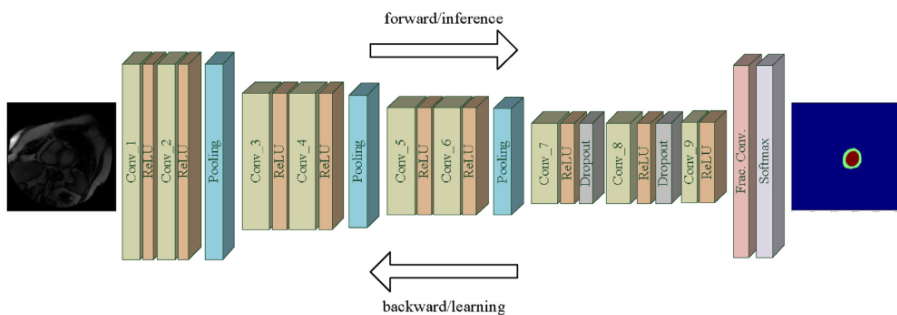 forward/inference
Conv_1
ReLU
Conv_2
ReLU
Pooling
Conv_3
ReLU
Conv_4
ReLU
Pooling
Conv_5
ReLU
Conv_6
ReLU
Pooling
Conv_7
ReLU
Dropout
Conv_8
ReLU
Dropout
Conv_9
ReLU
Frac. Conv.
Softmax
backward/learning